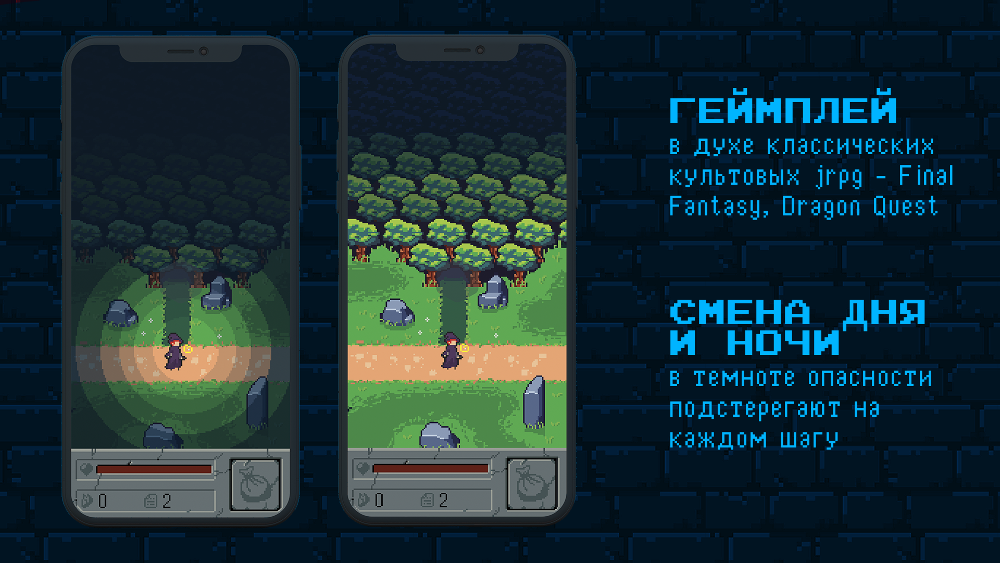 0 2
0 2
ГЕЙМПЛЕЙ
в духе классических
культовых jrpg - Final
Fantasy, Dragon Quest
СМЕНА ДНЯ
И НОЧИ
в темноте опасности
подстерегают на
каждом шагу